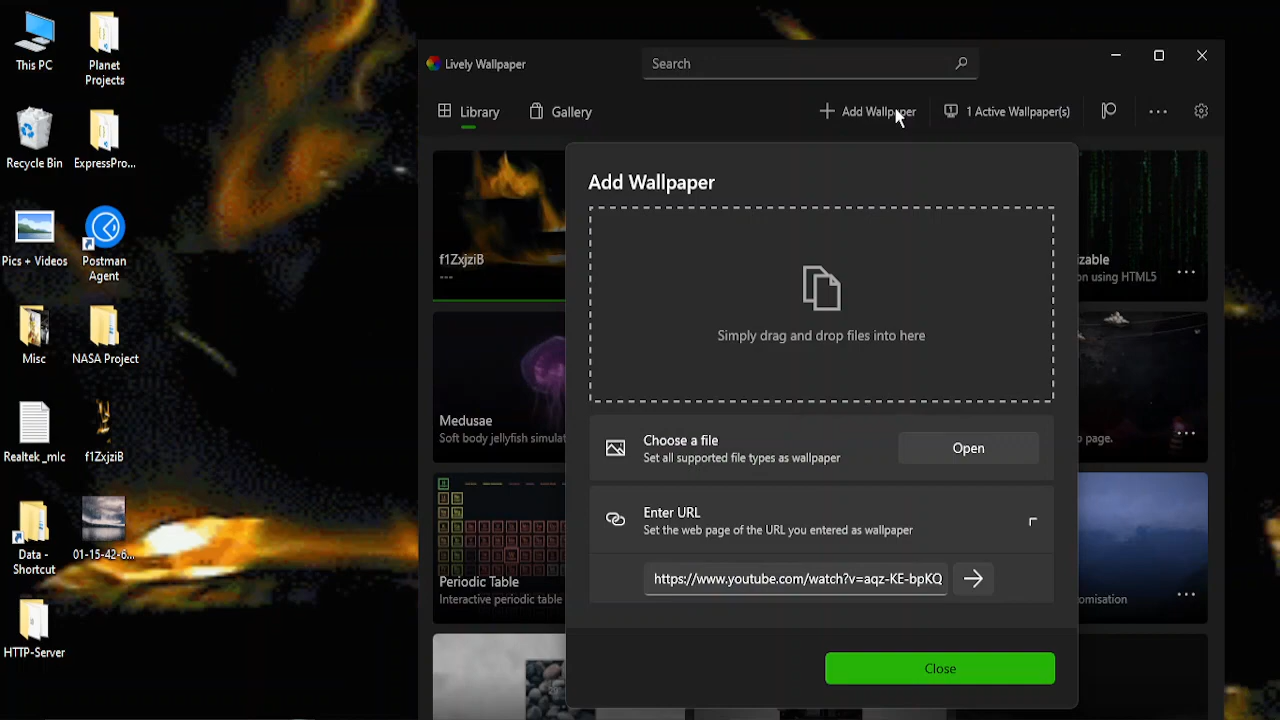 This PC
Planet
Projects
Recycle Bin
ExpressPro...
Pics + Videos
Postman
Agent
Misc
NASA Project
Realtek _mic
f1ZxjziB
Data -
Shortcut
01-15-42-6...
HTTP-Server
Lively Wallpaper
Search
Library
Gallery
Add Wallpaper
1 Active Wallpaper(s)
Add Wallpaper
Simply drag and drop files into here
Choose a file
Set all supported file types as wallpaper
Open
Enter URL
Set the web page of the URL you entered as wallpaper
https://www.youtube.com/watch?v=aqz-KE-bpKQ
Close
f1ZxjziB
...
izable
on using HTML5
Medusae
Soft body jellyfish simulat
o page.
Periodic Table
Interactive periodic table
omisation